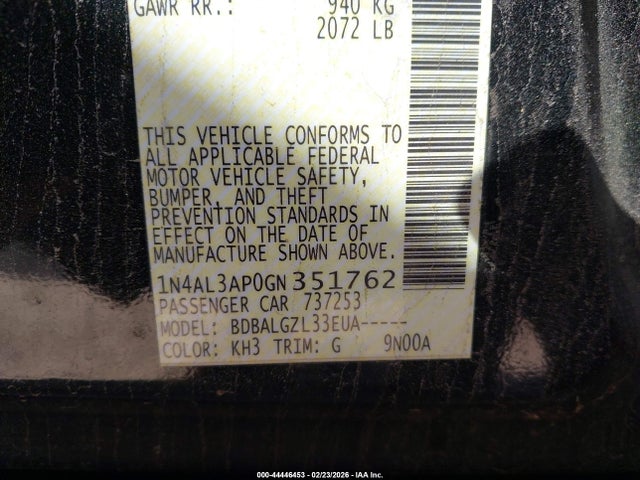 GAWR RR.: 940 KG
2072 LB
THIS VEHICLE CONFORMS TO
ALL APPLICABLE FEDERAL
MOTOR VEHICLE SAFETY,
BUMPER, AND THEFT
PREVENTION STANDARDS IN
EFFECT ON THE DATE OF
MANUFACTURE SHOWN ABOVE.
1N4AL3AP0GN351762
PASSENGER CAR 737253
MODEL: BDBALGZL33EUA-----
COLOR: KH3 TRIM: G 9N00A
000-44446453 - 02/23/2026 - IAA Inc.